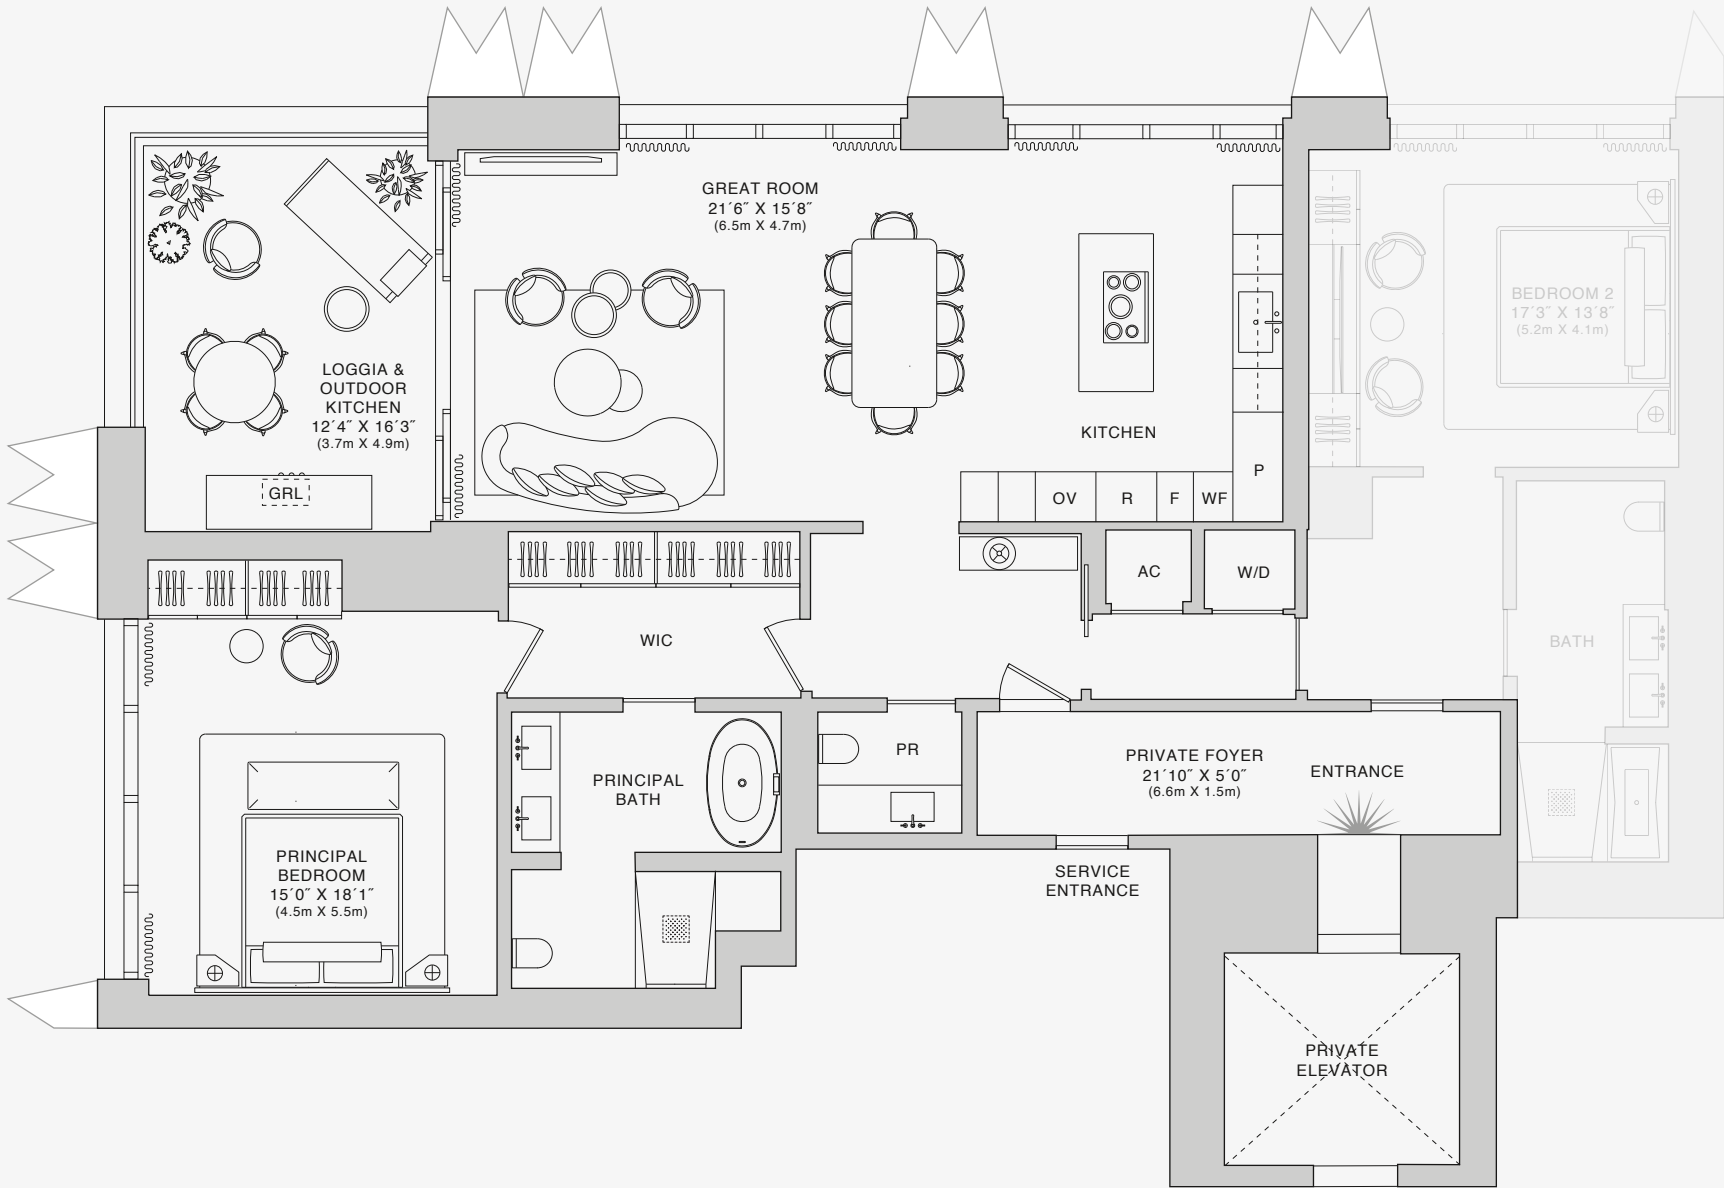 GREAT ROOM
21´6˝ X 15´8˝
(6.5m X 4.7m)
BEDROOM 2
17´3˝ X 13´8˝
(5.2m X 4.1m)
LOGGIA &
OUTDOOR
KITCHEN
12´4˝ X 16´3˝
(3.7m X 4.9m)
KITCHEN
GRL
OV
R
F
WF
P
AC
W/D
WIC
BATH
PRINCIPAL
BATH
PR
PRIVATE FOYER
21´10˝ X 5´0˝
(6.6m X 1.5m)
ENTRANCE
PRINCIPAL
BEDROOM
15´0˝ X 18´1˝
(4.5m X 5.5m)
SERVICE
ENTRANCE
PRIVATE
ELEVATOR